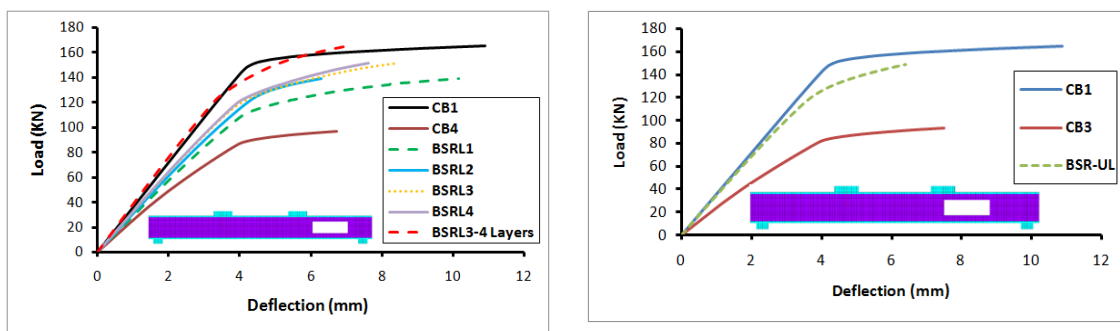 180
160
140
120
100
80
60
40
20
0
Load (KN)
0 2 4 6 8 10 12
Deflection (mm)
CB1
CB4
BSRL1
BSRL2
BSRL3
BSRL4
BSRL3-4 Layers
180
160
140
120
100
80
60
40
20
0
Load (KN)
0 2 4 6 8 10 12
Deflection (mm)
CB1
CB3
BSR-UL